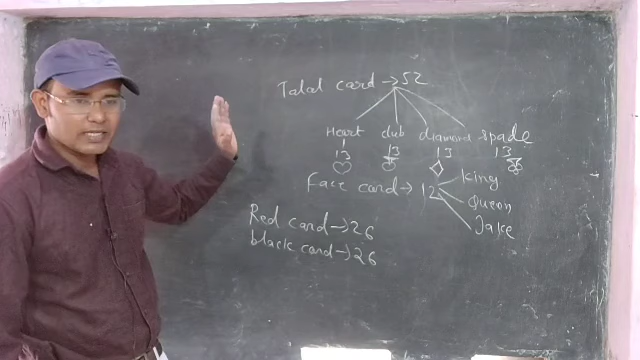 Total card → 52
Heart club diamond spade
13 13 13 13
Face card → 12 King
Queen
Jake
Red card → 26
black card → 26